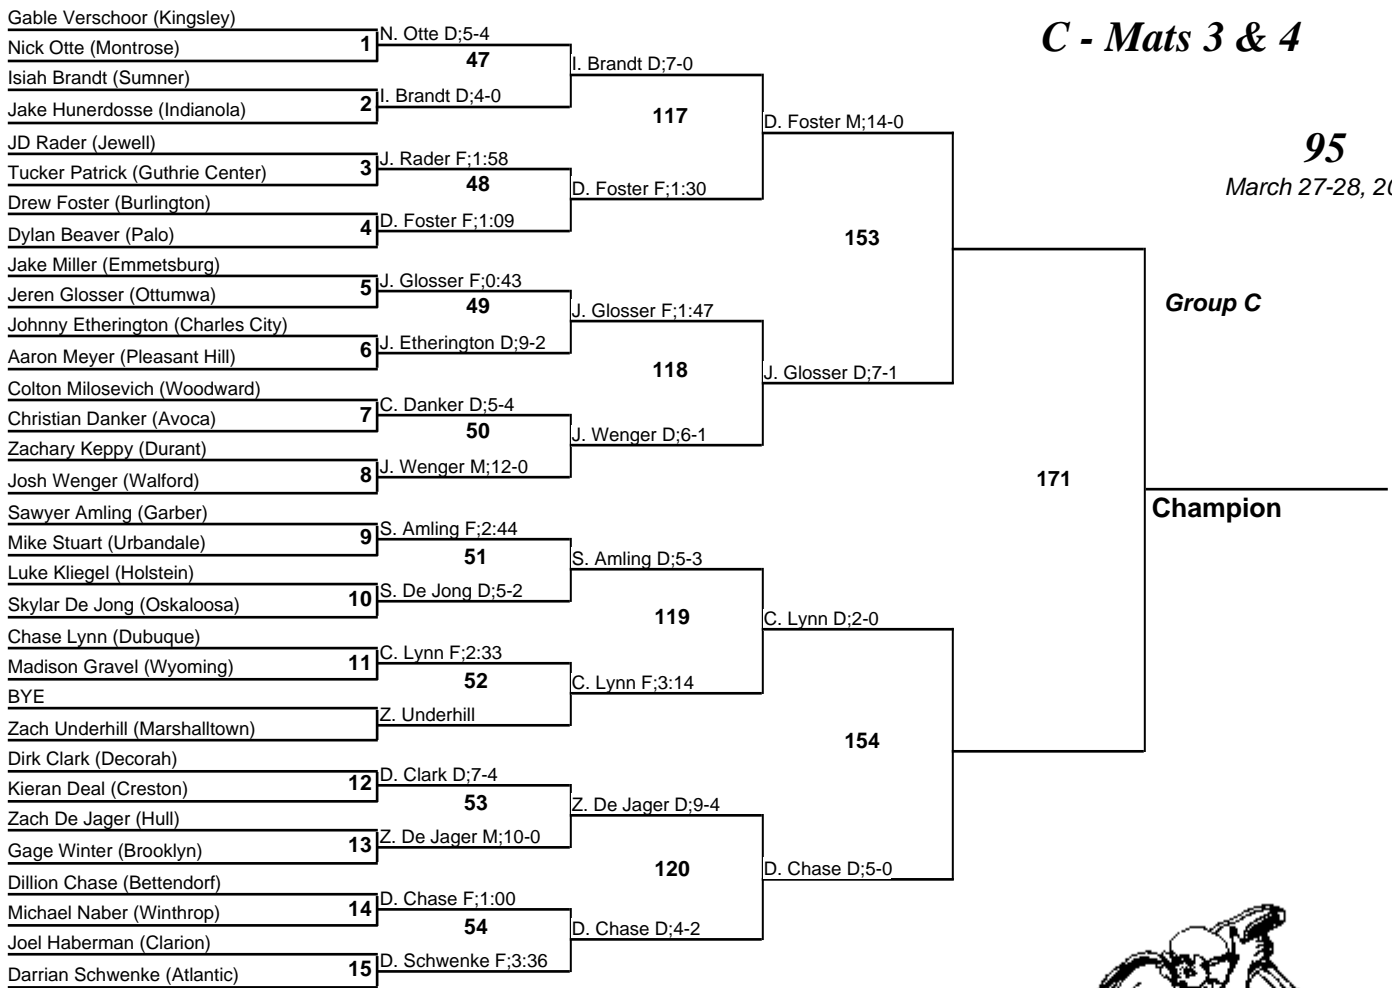 C - Mats 3 & 4
95
March 27-28, 20
Group C
Gable Verschoor (Kingsley)
1
N. Otte D;5-4
Nick Otte (Montrose)
47
I. Brandt D;7-0
Isiah Brandt (Sumner)
2
I. Brandt D;4-0
Jake Hunerdosse (Indianola)
117
D. Foster M;14-0
JD Rader (Jewell)
3
J. Rader F;1:58
Tucker Patrick (Guthrie Center)
48
D. Foster F;1:30
Drew Foster (Burlington)
4
D. Foster F;1:09
Dylan Beaver (Palo)
153
Jake Miller (Emmetsburg)
5
J. Glosser F;0:43
Jeren Glosser (Ottumwa)
49
J. Glosser F;1:47
Johnny Etherington (Charles City)
6
J. Etherington D;9-2
Aaron Meyer (Pleasant Hill)
118
J. Glosser D;7-1
Colton Milosevich (Woodward)
7
C. Danker D;5-4
Christian Danker (Avoca)
50
J. Wenger D;6-1
Zachary Keppy (Durant)
8
J. Wenger M;12-0
Josh Wenger (Walford)
171
Champion
Sawyer Amling (Garber)
9
S. Amling F;2:44
Mike Stuart (Urbandale)
51
S. Amling D;5-3
Luke Kliegel (Holstein)
10
S. De Jong D;5-2
Skylar De Jong (Oskaloosa)
119
C. Lynn D;2-0
Chase Lynn (Dubuque)
11
C. Lynn F;2:33
Madison Gravel (Wyoming)
52
C. Lynn F;3:14
BYE
Z. Underhill
Zach Underhill (Marshalltown)
154
Dirk Clark (Decorah)
12
D. Clark D;7-4
Kieran Deal (Creston)
53
Z. De Jager D;9-4
Zach De Jager (Hull)
13
Z. De Jager M;10-0
Gage Winter (Brooklyn)
120
D. Chase D;5-0
Dillion Chase (Bettendorf)
14
D. Chase F;1:00
Michael Naber (Winthrop)
54
D. Chase D;4-2
Joel Haberman (Clarion)
15
D. Schwenke F;3:36
Darrian Schwenke (Atlantic)